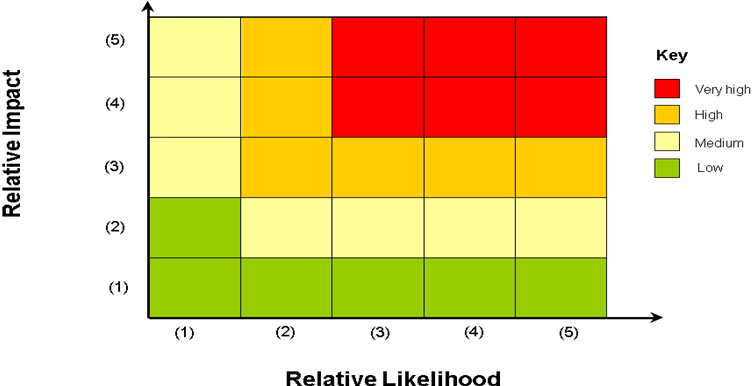 Relative Impact
(5)
(4)
(3)
(2)
(1)
(1) (2) (3) (4) (5)
Relative Likelihood
Key
Very high
High
Medium
Low